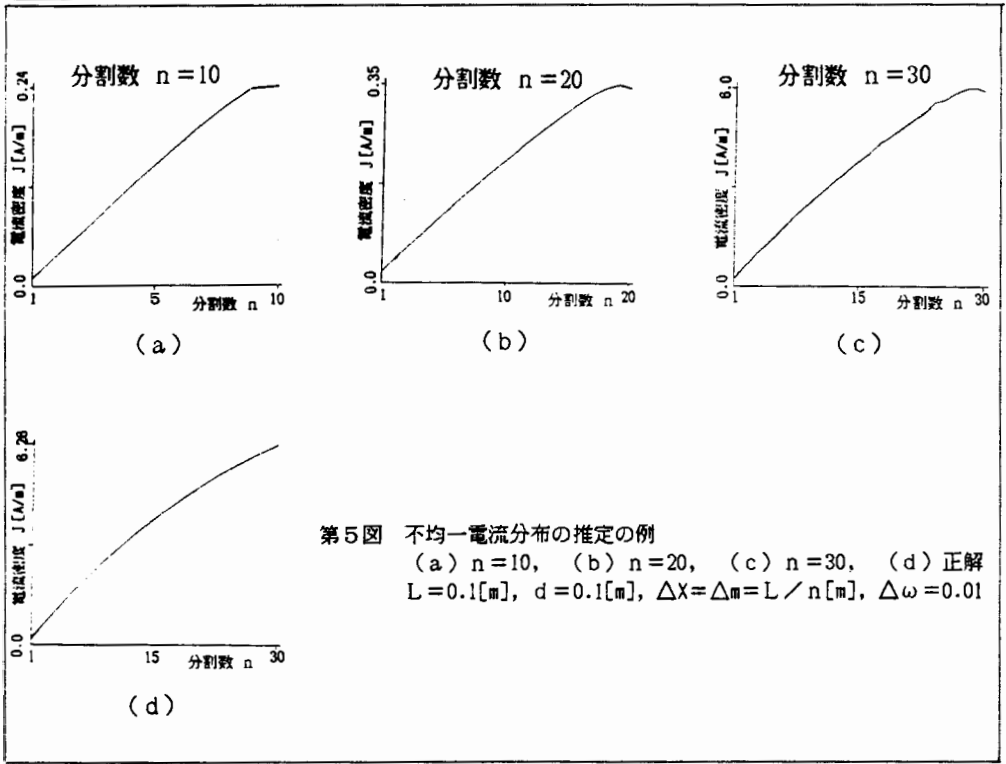 分割数 n=10
0.24
電流密度 J[A/m]
0.0
1 5 10
分割数 n
(a)
分割数 n=20
0.35
電流密度 J[A/m]
0.0
1 10 20
分割数 n
(b)
分割数 n=30
6.0
電流密度 J[A/m]
0.0
1 15 30
分割数 n
(c)
6.28
電流密度 J[A/m]
0.0
1 15 30
分割数 n
(d)
第5図 不均一電流分布の推定の例
(a) n=10, (b) n=20, (c) n=30, (d) 正解
L=0.1[m], d=0.1[m], △X=△m=L/n[m], △ω=0.01